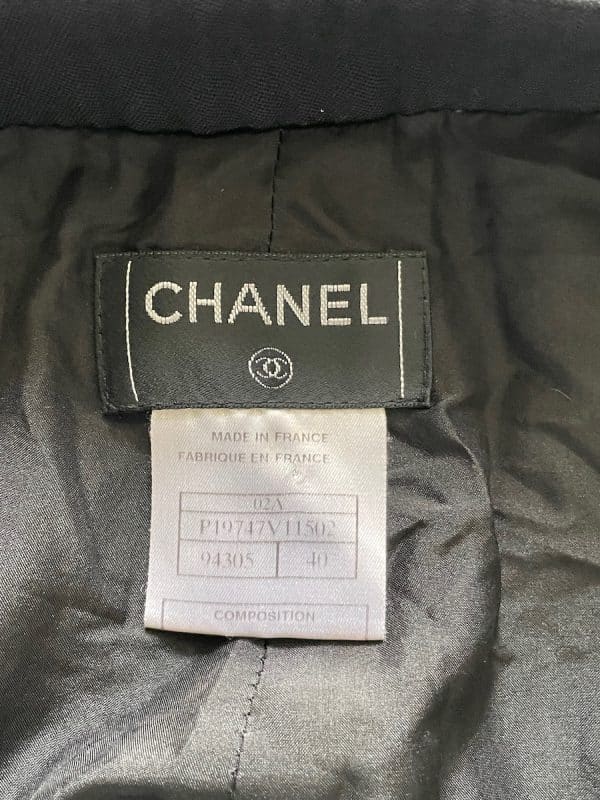 CHANEL
MADE IN FRANCE
FABRIQUE EN FRANCE
02A
P19747V11502
94305 40
COMPOSITION